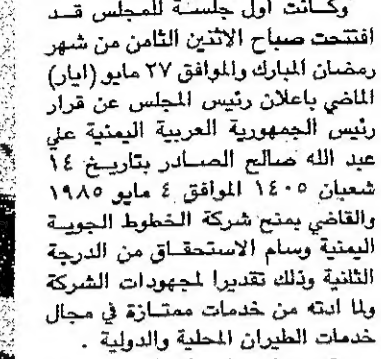 وكانت أول جلسة للمجلس قد
افتتحت صباح الاثنين الثامن من شهر
رمضان المبارك والموافق ٢٧ مايو (ايار)
الماضي باعلان رئيس المجلس عن قرار
رئيس الجمهورية العربية اليمنية علي
عبد الله صالح الصادر بتاريخ ١٤
شعبان ١٤٠٥ الموافق ٤ مايو ١٩٨٥
والقاضي بمنح شركة الخطوط الجوية
اليمنية وسام الاستحقاق من الدرجة
الثانية وذلك تقديرا لمجهودات الشركة
ولما ادته من خدمات ممتازة في مجال
خدمات الطيران المحلية والدولية .